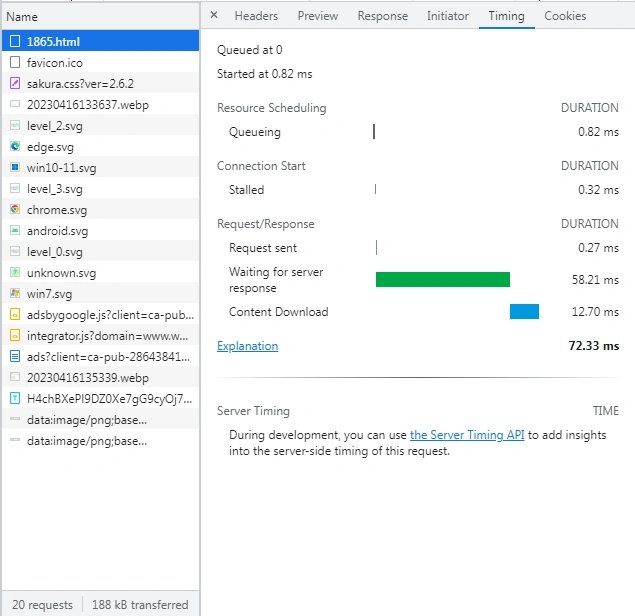 Name
1865.html
favicon.ico
sakura.css?ver=2.6.2
20230416133637.webp
level_2.svg
edge.svg
win10-11.svg
level_3.svg
chrome.svg
android.svg
level_0.svg
unknown.svg
win7.svg
adsbygoogle.js?client=ca-pub...
integrator.js?domain=www.w...
ads?client=ca-pub-28643841...
20230416135339.webp
H4chBXePl9DZ0Xe7gG9cyOj7...
data:image/png;base...
data:image/png;base...
20 requests 188 kB transferred
× Headers Preview Response Initiator Timing Cookies
Queued at 0
Started at 0.82 ms
Resource Scheduling DURATION
Queueing 0.82 ms
Connection Start DURATION
Stalled 0.32 ms
Request/Response DURATION
Request sent 0.27 ms
Waiting for server
response 58.21 ms
Content Download 12.70 ms
Explanation 72.33 ms
Server Timing TIME
During development, you can use the Server Timing API to add insights
into the server-side timing of this request.